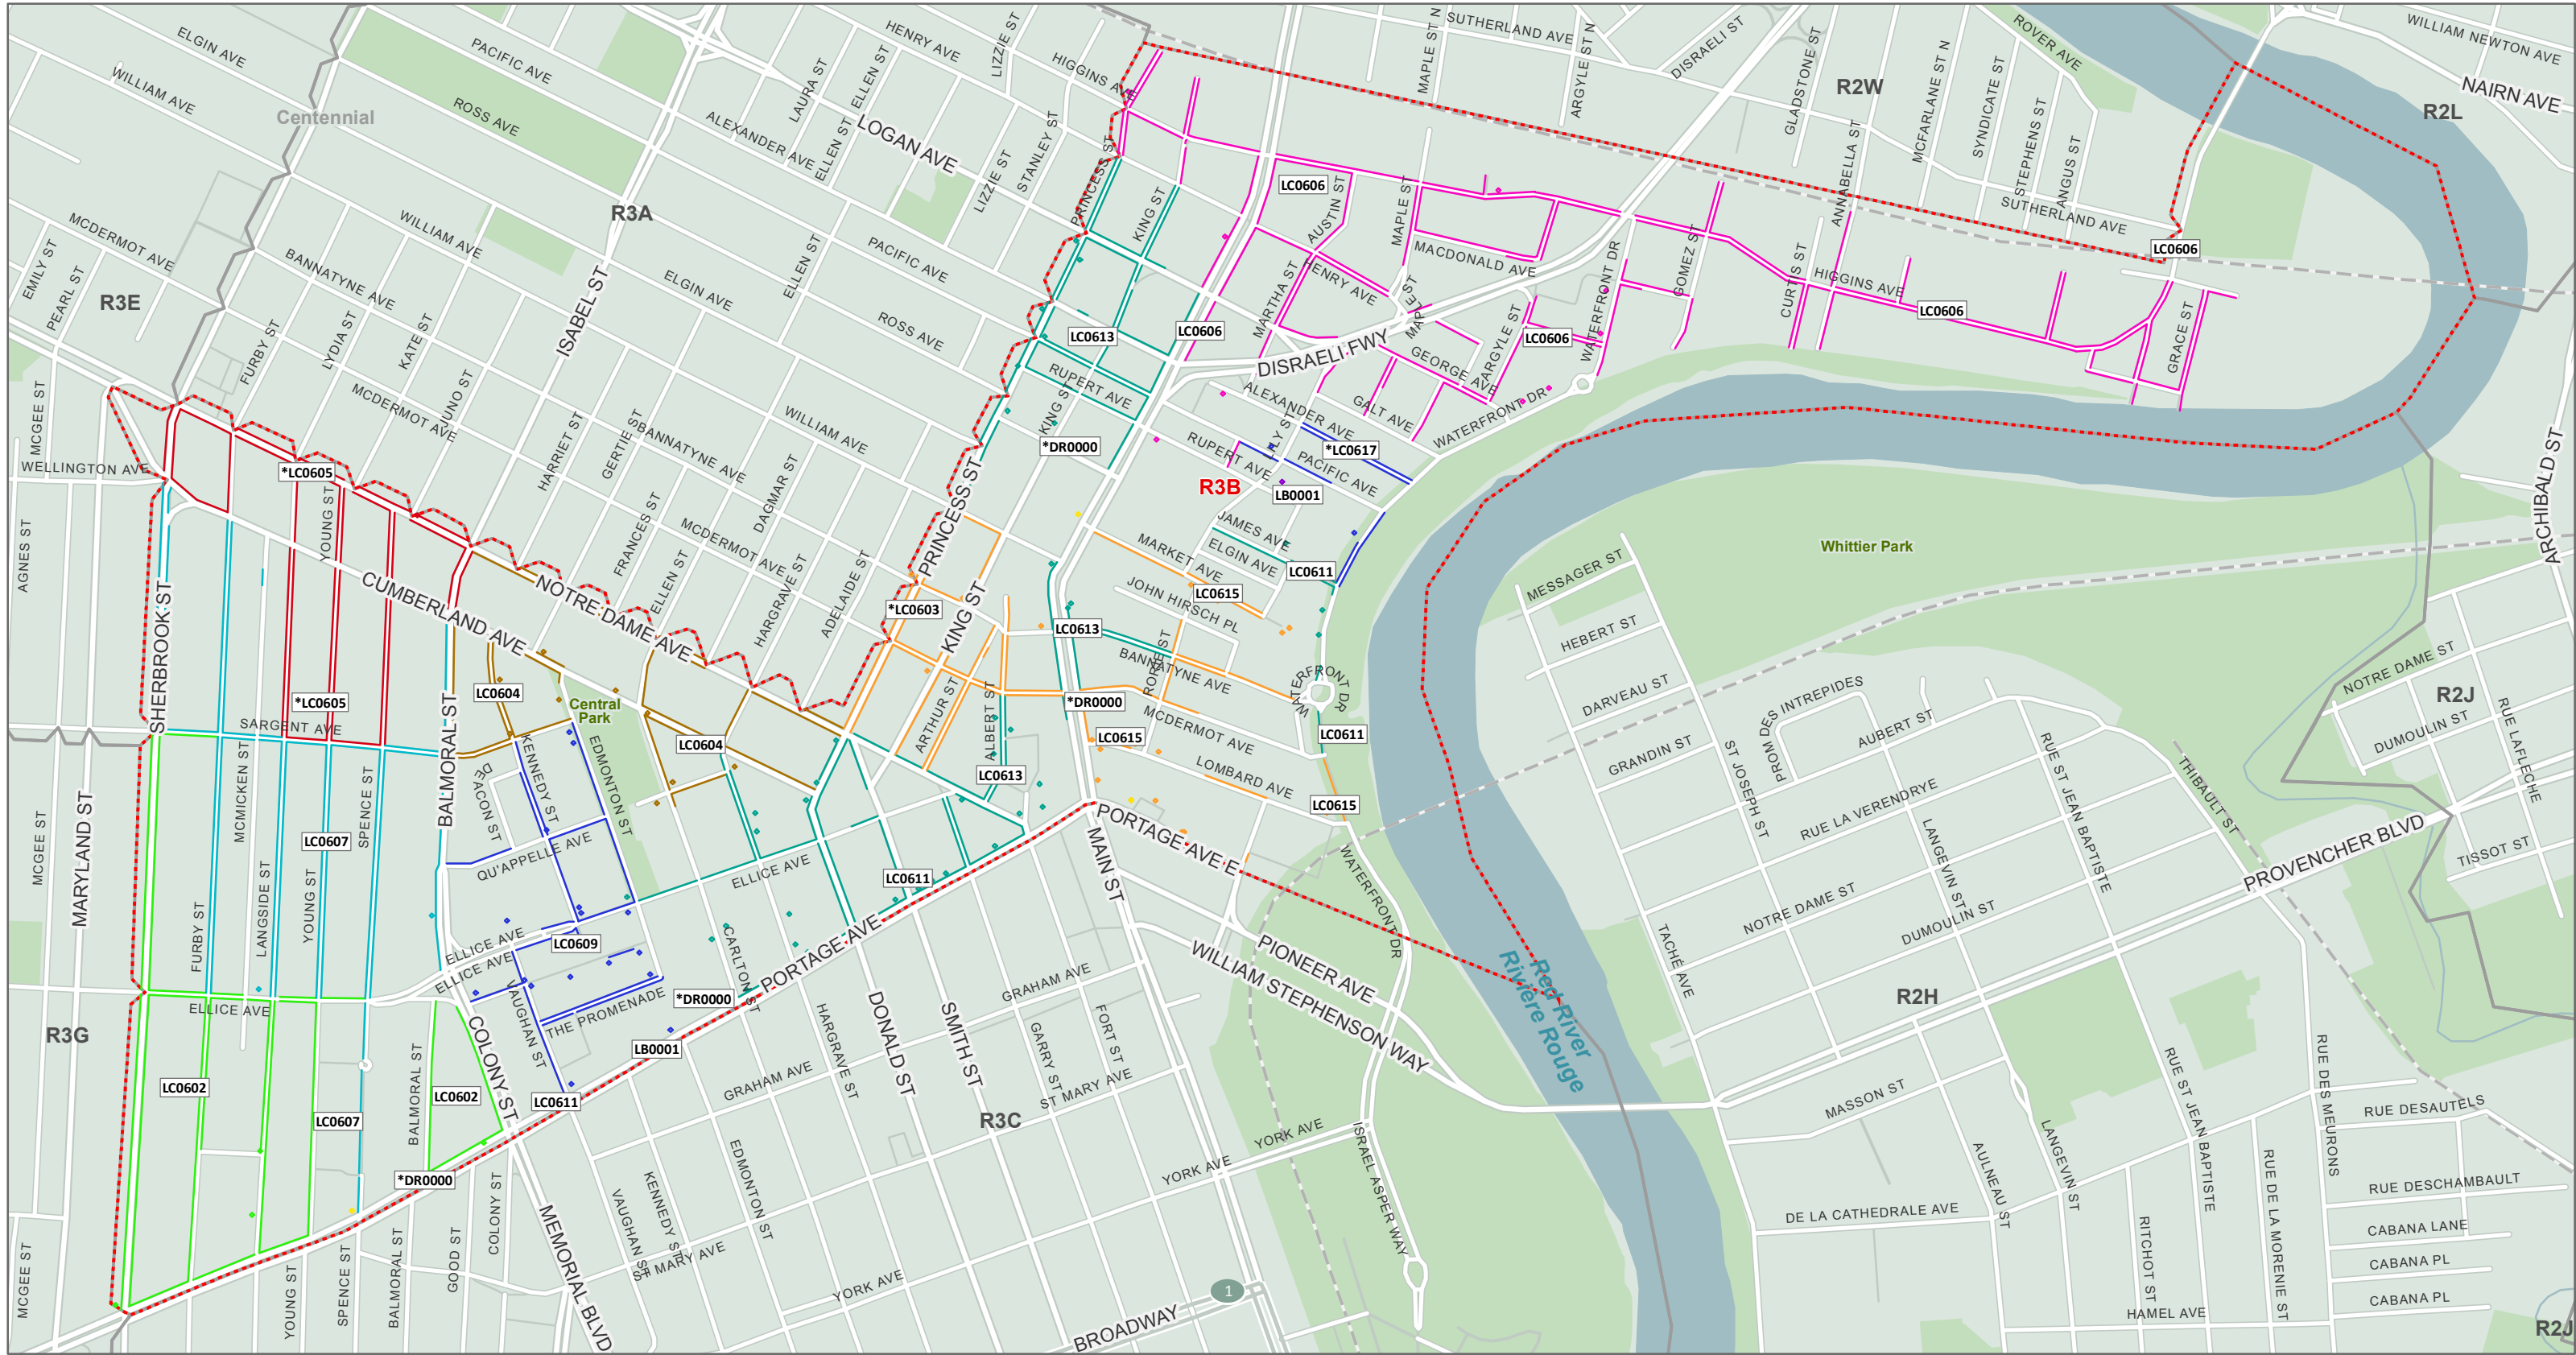 ELGIN AVE
WILLIAM AVE
PACIFIC AVE
Centennial
ROSS AVE
HENRY AVE
LIZZIE ST
HIGGINS AVE
LAURA ST
ELLEN ST
ELLEN ST
ALEXANDER AVE
LOGAN AVE
STANLEY ST
LIZZIE ST
PRINCESS ST
KING ST
SUTHERLAND AVE
MAPLE ST N
ARGYLE ST N
DISRAELI ST
GLADSTONE ST
R2W
MCFARLANE ST N
SYNDICATE ST
STEPHENS ST
ANGUS ST
ROVER AVE
WILLIAM NEWTON AVE
NAIRN AVE
R2L
ANNABELLA ST
SUTHERLAND AVE
LC0606
LC0606
R3A
MCDERMOT AVE
EMILY ST
PEARL ST
R3E
BANNATYNE AVE
WILLIAM AVE
ISABEL ST
ELGIN AVE
ELLEN ST
PACIFIC AVE
ROSS AVE
FURBY ST
LYDIA ST
KATE ST
JUNO ST
MCDERMOT AVE
HARRIET ST
GERTIE ST
BANNATYNE AVE
WILLIAM AVE
AUSTIN ST
MAPLE ST
MACDONALD AVE
HENRY AVE
MARTHA ST
MAPLE ST
WATERFRONT DR
GOMEZ ST
CURTIS ST
HIGGINS AVE
LC0606
GRACE ST
LC0613
LC0606
DISRAELI FWY
ARGYLE ST
LC0606
GEORGE AVE
RUPERT AVE
KING ST
ALEXANDER AVE
GALT AVE
WATERFRONT DR
LILY ST
*DR0000
*LC0617
RUPERT AVE
PACIFIC AVE
R3B
LB0001
MCGEE ST
WELLINGTON AVE
AGNES ST
*LC0605
YOUNG ST
FRANCES ST
DAGMAR ST
MCDERMOT AVE
ELLEN ST
HARGRAVE ST
ADELAIDE ST
PRINCESS ST
*LC0603
KING ST
JAMES AVE
ELGIN AVE
MARKET AVE
LC0611
LC0615
JOHN HIRSCH PL
LC0613
BANNATYNE AVE
RORIE ST
WATERFRONT DR
*DR0000
MCDERMOT AVE
LC0615
LC0611
LOMBARD AVE
LC0615
Whittier Park
ARCHIBALD ST
MESSAGER ST
HEBERT ST
DARVEAU ST
GRANDIN ST
PROM DES INTREPIDES
AUBERT ST
ST JOSEPH ST
RUE LA VERENDRYE
RUE ST JEAN BAPTISTE
THIBAULT ST
NOTRE DAME ST
R2J
DUMOULIN ST
RUE LAFLECHE
TISSOT ST
PROVENCHER BLVD
LANGEVIN ST
NOTRE DAME ST
DUMOULIN ST
TACHÉ AVE
R2H
SHERBROOK ST
CUMBERLAND AVE
NOTRE DAME AVE
*LC0605
LC0604
Central
Park
SARGENT AVE
BALMORAL ST
KENNEDY ST
EDMONTON ST
LC0604
ARTHUR ST
ALBERT ST
LC0613
MARYLAND ST
MCGEE ST
MCMICKEN ST
SPENCE ST
LC0607
DEACON ST
QU'APPELLE AVE
ELLICE AVE
LC0611
PORTAGE AVE E
MAIN ST
FURBY ST
LANGSIDE ST
YOUNG ST
ELLICE AVE
ELLICE AVE
LC0609
CARLTON ST
PORTAGE AVE
*DR0000
THE PROMENADE
VAUGHAN ST
LB0001
WATERFRONT DR
PIONEER AVE
WILLIAM STEPHENSON WAY
Red River
Rivière Rouge
ELLICE AVE
R3G
LC0602
BALMORAL ST
COLONY ST
LC0602
LC0611
LC0607
*DR0000
HARGRAVE ST
DONALD ST
SMITH ST
GRAHAM AVE
GRAHAM AVE
GARRY ST
FORT ST
ST MARY AVE
R3C
YORK AVE
YORK AVE
ISRAEL ASPER WAY
MASSON ST
AULNEAU ST
LANGEVIN ST
RUE ST JEAN BAPTISTE
RUE DES MEURONS
RUE DESAUTELS
RUE DESCHAMBAULT
DE LA CATHEDRALE AVE
RITCHOT ST
RUE DE LA MORENIE ST
CABANA LANE
CABANA PL
CABANA PL
HAMEL AVE
R2J
MCGEE ST
YOUNG ST
SPENCE ST
BALMORAL ST
GOOD ST
COLONY ST
MEMORIAL BLVD
VAUGHAN ST
KENNEDY ST
EDMONTON ST
ST MARY AVE
YORK AVE
BROADWAY
1